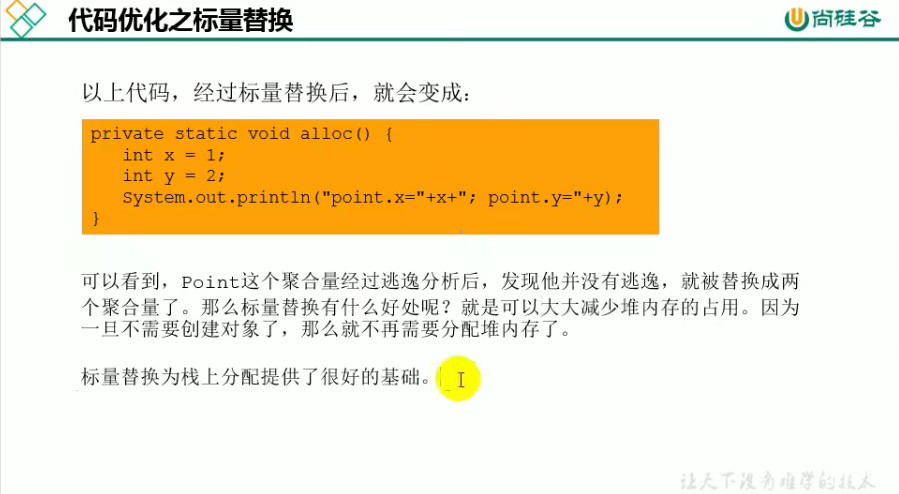 代码优化之标量替换
尚硅谷
以上代码，经过标量替换后，就会变成：
private static void alloc() {
int x = 1;
int y = 2;
System.out.println("point.x="+x+"; point.y="+y);
}
可以看到，Point这个聚合量经过逃逸分析后，发现他并没有逃逸，就被替换成两
个聚合量了。那么标量替换有什么好处呢？就是可以大大减少堆内存的占用。因为
一旦不需要创建对象了，那么就不再需要分配堆内存了。
标量替换为栈上分配提供了很好的基础。
让天下没有难学的技术